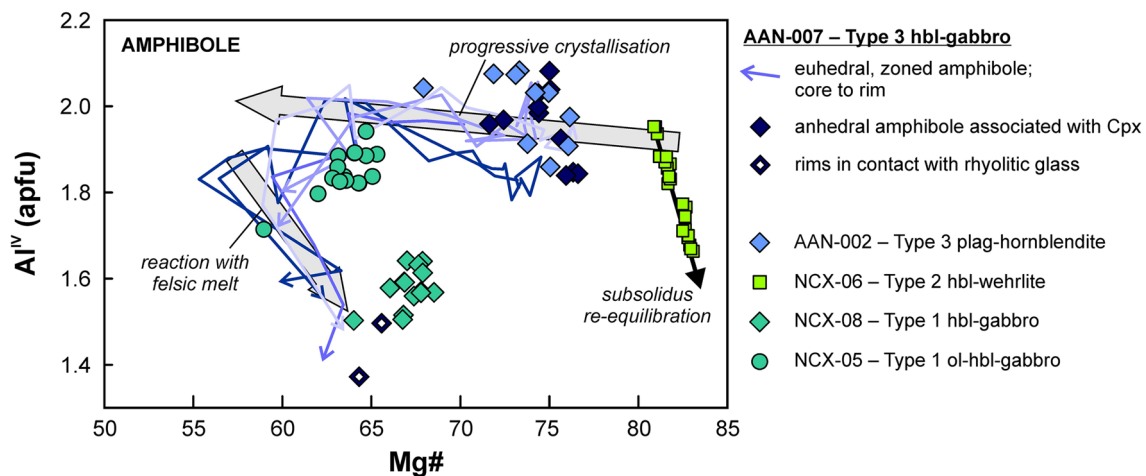 AMPHIBOLE
progressive crystallisation
reaction with
felsic melt
subsolidus
re-equilibration
2.2
2.0
1.8
1.6
1.4
Al^IV (apfu)
50
55
60
65
70
75
80
85
Mg#
AAN-007 – Type 3 hbl-gabbro
euhedral, zoned amphibole;
core to rim
anhedral amphibole associated with Cpx
rims in contact with rhyolitic glass
AAN-002 – Type 3 plag-hornblendite
NCX-06 – Type 2 hbl-wehrlite
NCX-08 – Type 1 hbl-gabbro
NCX-05 – Type 1 ol-hbl-gabbro